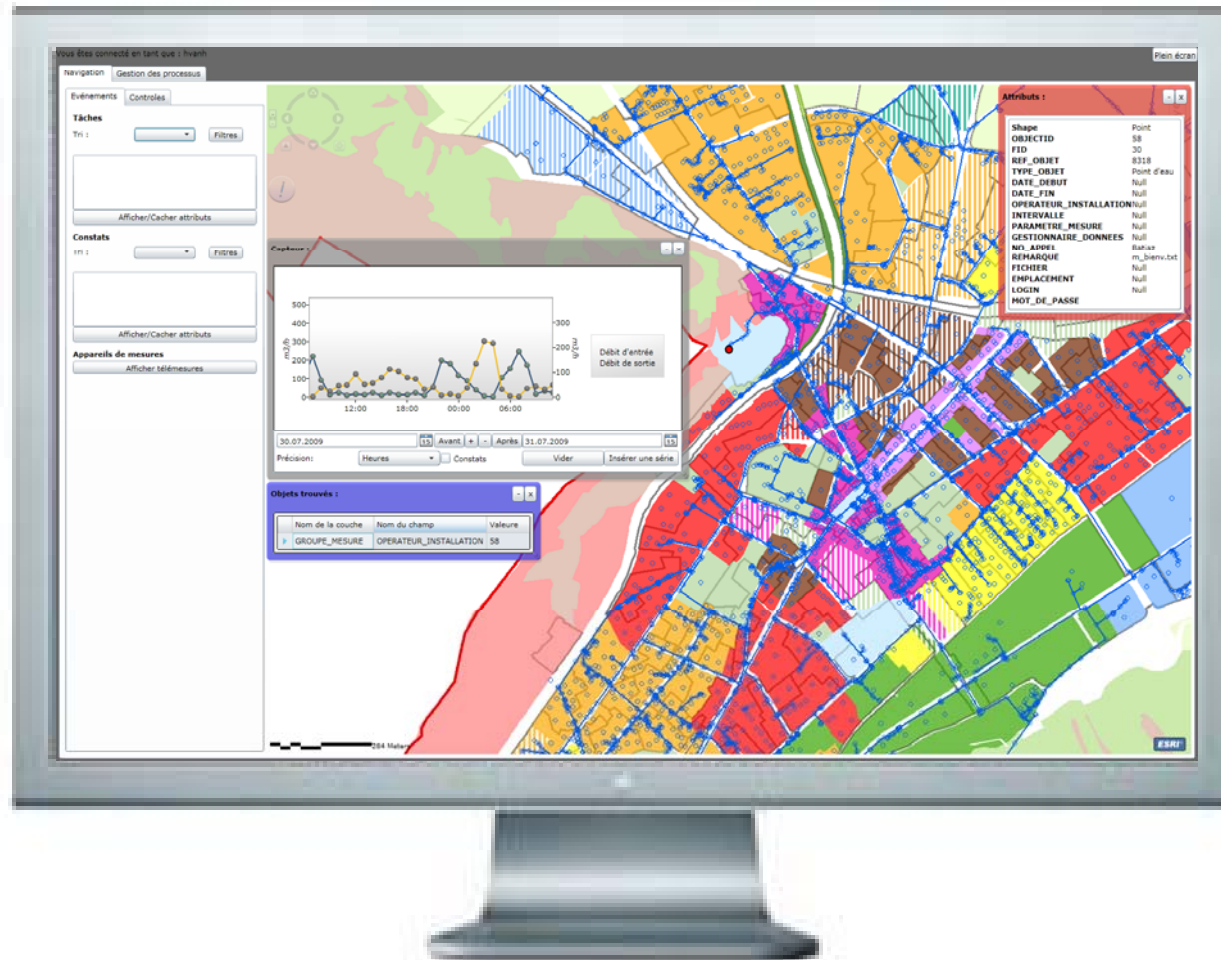 Vous êtes connecté en tant que : hvanh
Plein écran
Navigation Gestion des processus
Evénements Controles
Tâches
Tri :
Filtres
Afficher/Cacher attributs
Constats
Tri :
Filtres
Afficher/Cacher attributs
Appareils de mesures
Afficher télémesures
Capteur :
- x
500
400
300
200
100
0
m3/h
300
200
100
0
m3/h
12:00 18:00 00:00 06:00
Débit d'entrée
Débit de sortie
30.07.2009 15 Avant + - Après 31.07.2009 15
Précision: Heures Constats Vider Insérer une série
Objets trouvés :
- x
Nom de la couche Nom du champ Valeure
GROUPE_MESURE OPERATEUR_INSTALLATION 58
Attributs :
- x
Shape Point
OBJECTID 58
FID 30
REF_OBJET 8318
TYPE_OBJET Point d'eau
DATE_DEBUT Null
DATE_FIN Null
OPERATEUR_INSTALLATION Null
INTERVALLE Null
PARAMETRE_MESURE Null
GESTIONNAIRE_DONNEES Null
NO_APPEL Batiaz
REMARQUE m_bienv.txt
FICHIER Null
EMPLACEMENT Null
LOGIN Null
MOT_DE_PASSE
284 Meters
ESRI